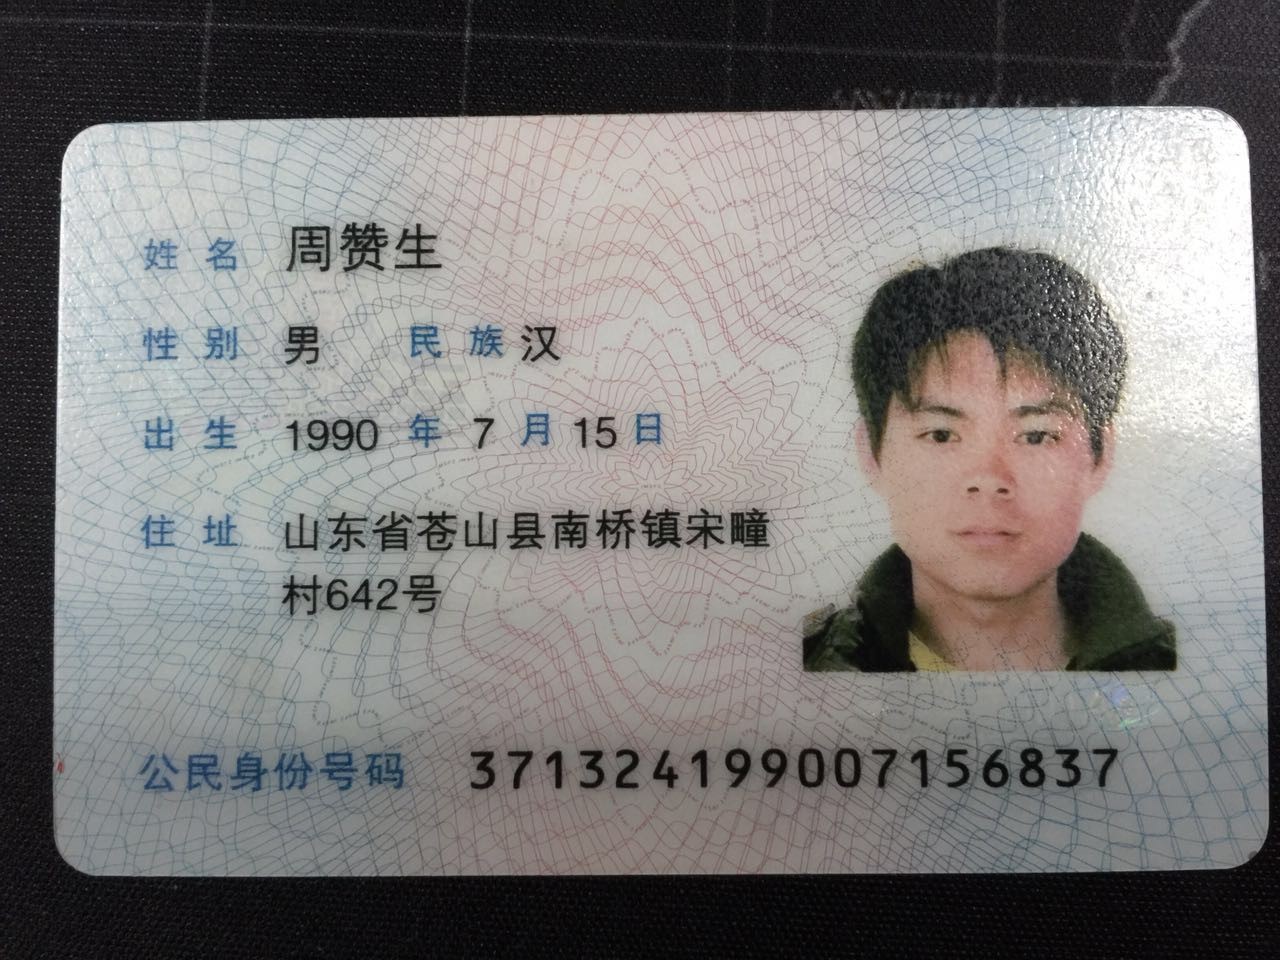 姓名 周赞生
性别 男 民族 汉
出生 1990 年 7 月 15 日
住址 山东省苍山县南桥镇宋疃
村642号
公民身份号码 371324199007156837